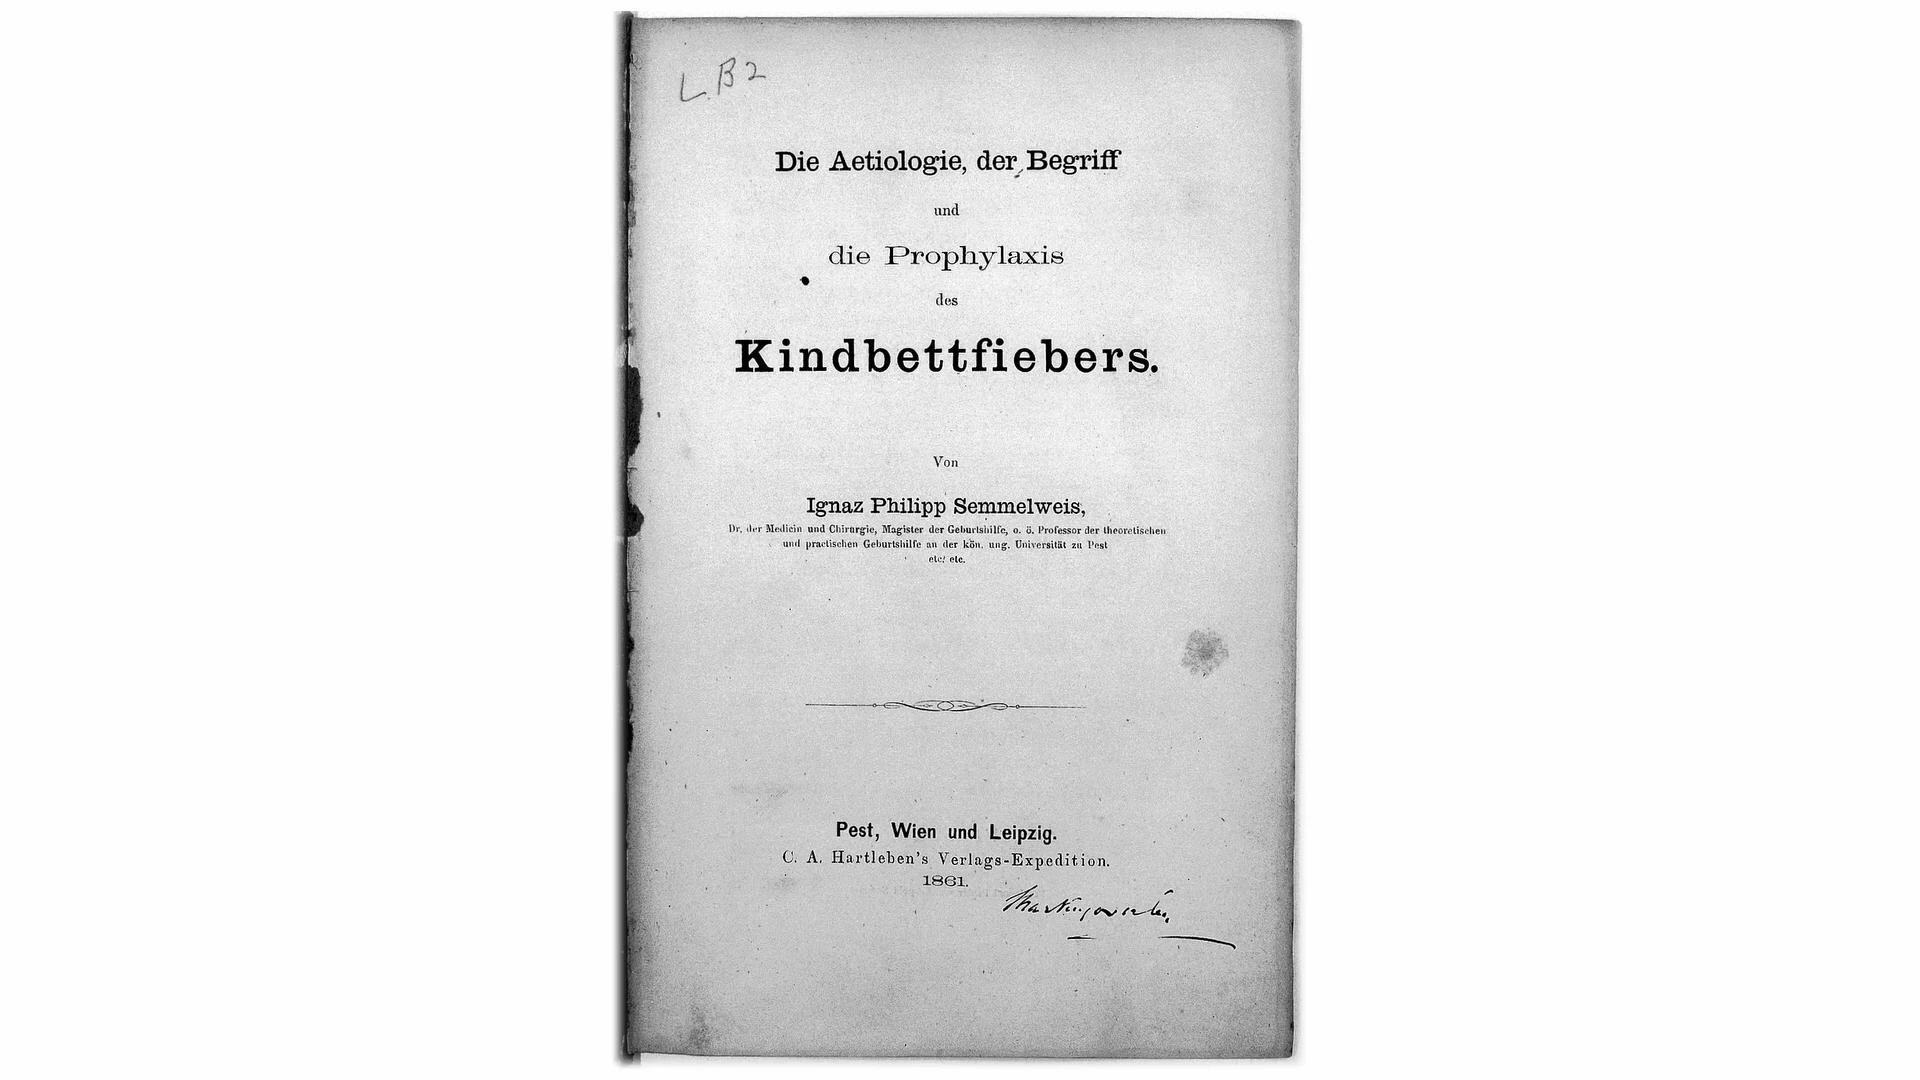 L.B2
Die Aetiologie, der Begriff
und
die Prophylaxis
des
Kindbettfiebers.
Von
Ignaz Philipp Semmelweis,
Dr. der Medicin und Chirurgie, Magister der Geburtshilfe, o. ö. Professor der theoretischen
und practischen Geburtshilfe an der kön. ung. Universität zu Pest
etc. etc.
Pest, Wien und Leipzig.
C. A. Hartleben's Verlags-Expedition.
1861.